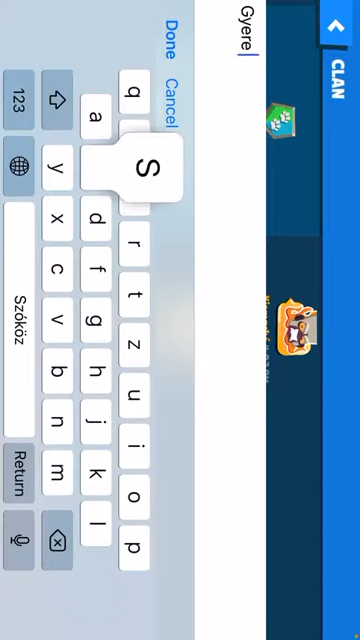 CLAN
Gyere
Done Cancel
q r t z u i o p
a S d f g h j k l
y x c v b n m
123 Szóköz Return